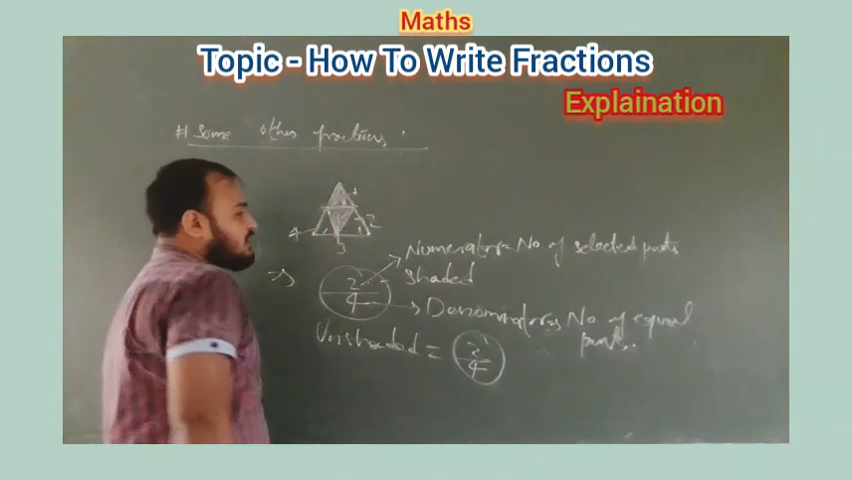 Maths
Topic - How To Write Fractions
Explaination
# Some other fractions
1
2
4
3
Numerator = No of selected parts
2
4
Shaded
Denominator = No of equal
parts.
Unshaded = 2
4